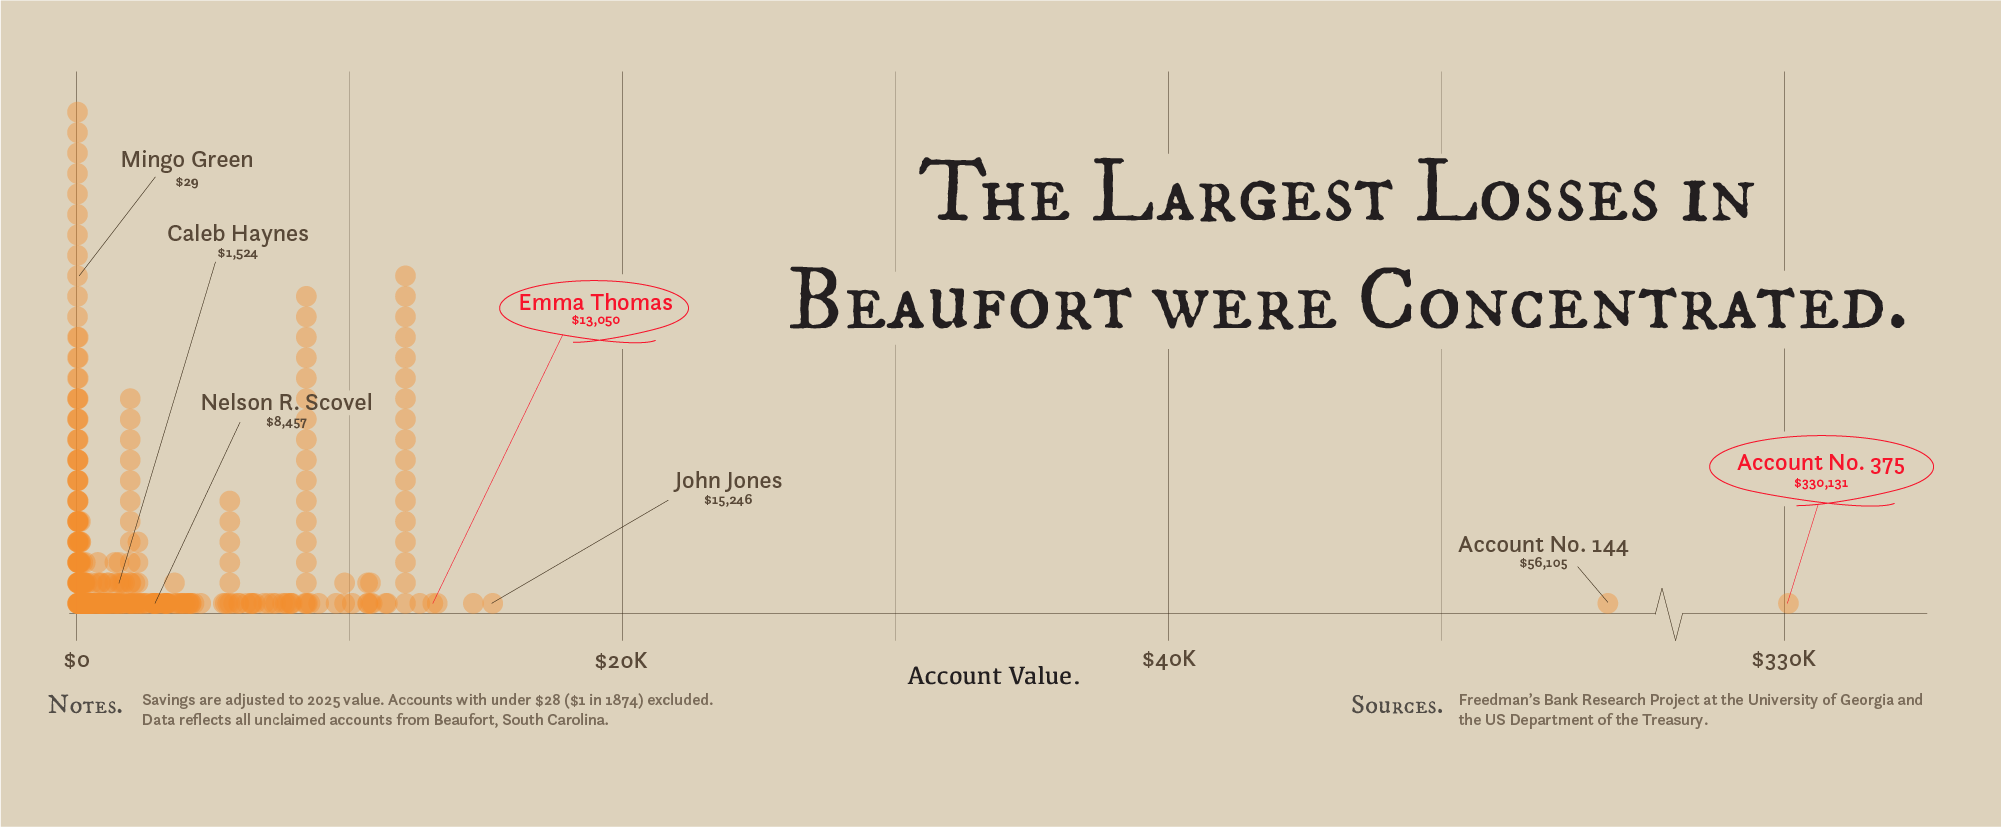 The Largest Losses in
Beaufort were Concentrated.
Mingo Green
$29
Caleb Haynes
$1,524
Emma Thomas
$13,050
Nelson R. Scovel
$8,457
John Jones
$15,246
Account No. 375
$330,131
Account No. 144
$56,105
$0
$20K
$40K
$330K
Account Value.
Notes.
Savings are adjusted to 2025 value. Accounts with under $28 ($1 in 1874) excluded.
Data reflects all unclaimed accounts from Beaufort, South Carolina.
Sources.
Freedman’s Bank Research Project at the University of Georgia and
the US Department of the Treasury.